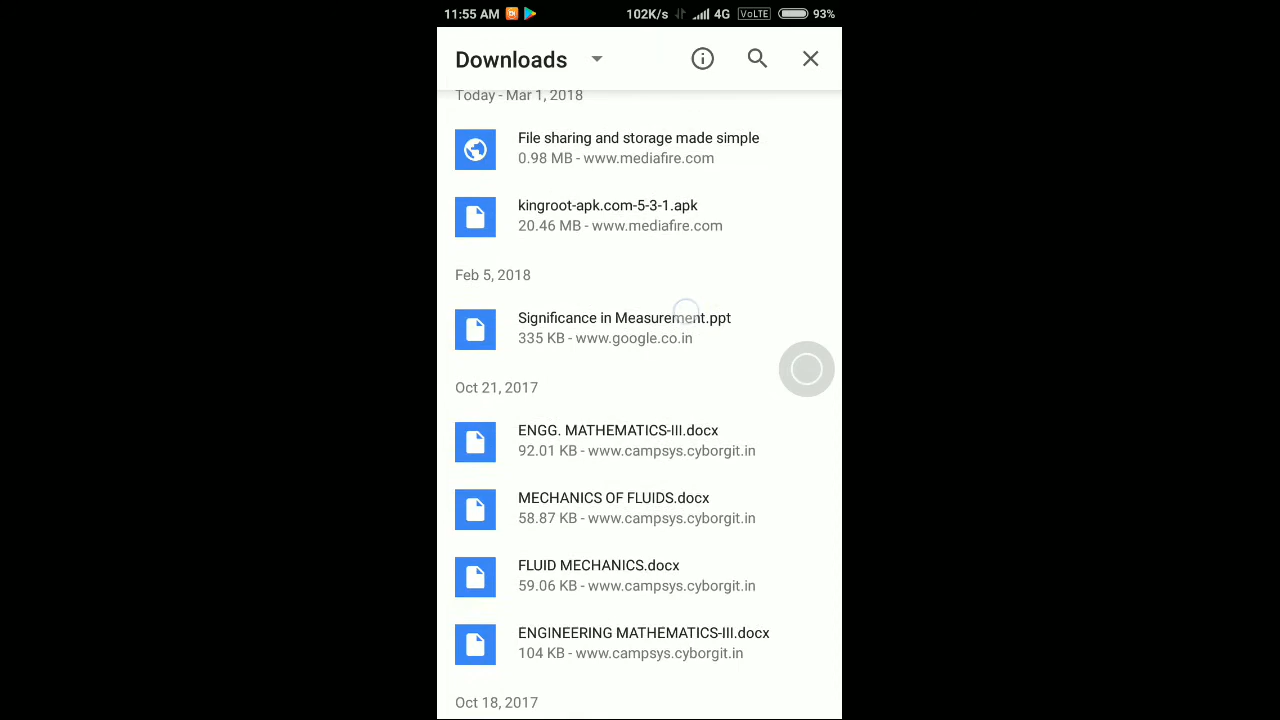 11:55 AM 102K/s 4G VoLTE 93%
Downloads
Today - Mar 1, 2018
File sharing and storage made simple
0.98 MB - www.mediafire.com
kingroot-apk.com-5-3-1.apk
20.46 MB - www.mediafire.com
Feb 5, 2018
Significance in Measurement.ppt
335 KB - www.google.co.in
Oct 21, 2017
ENGG. MATHEMATICS-III.docx
92.01 KB - www.campsys.cyborgit.in
MECHANICS OF FLUIDS.docx
58.87 KB - www.campsys.cyborgit.in
FLUID MECHANICS.docx
59.06 KB - www.campsys.cyborgit.in
ENGINEERING MATHEMATICS-III.docx
104 KB - www.campsys.cyborgit.in
Oct 18, 2017